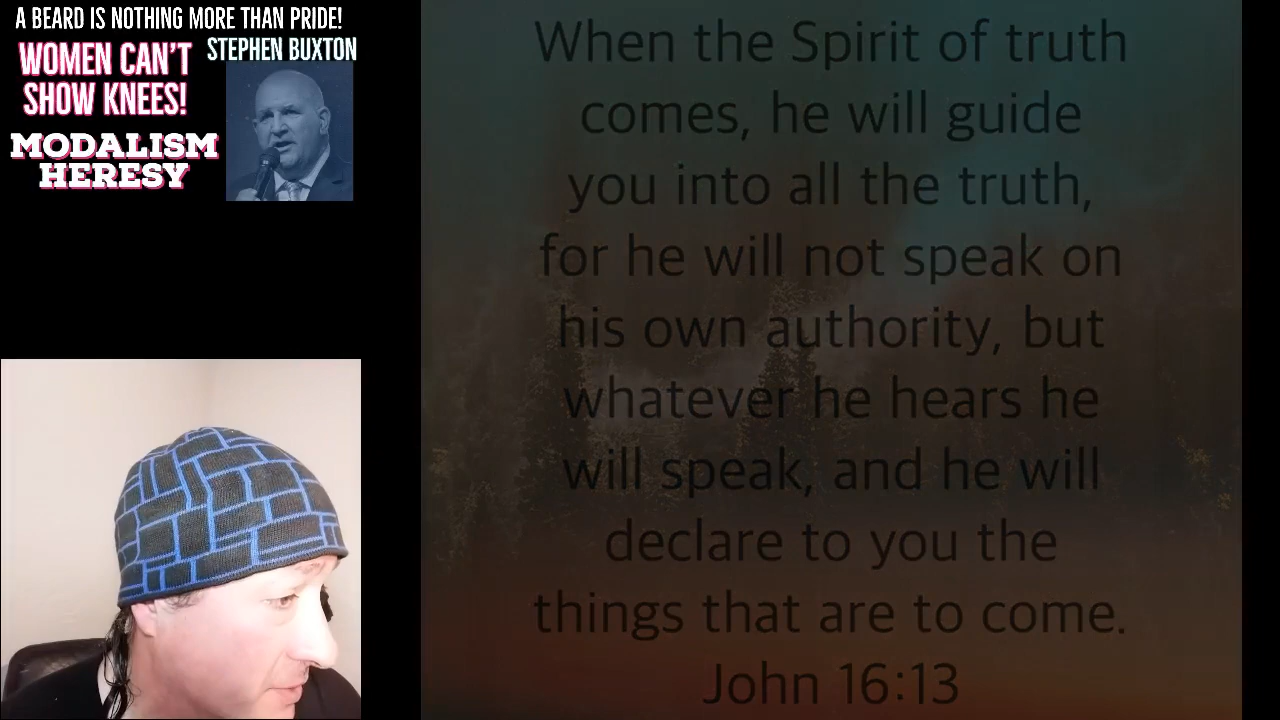 A BEARD IS NOTHING MORE THAN PRIDE!
WOMEN CAN'T
SHOW KNEES!
STEPHEN BUXTON
MODALISM
HERESY
When the Spirit of truth
comes, he will guide
you into all the truth,
for he will not speak on
his own authority, but
whatever he hears he
will speak, and he will
declare to you the
things that are to come.
John 16:13